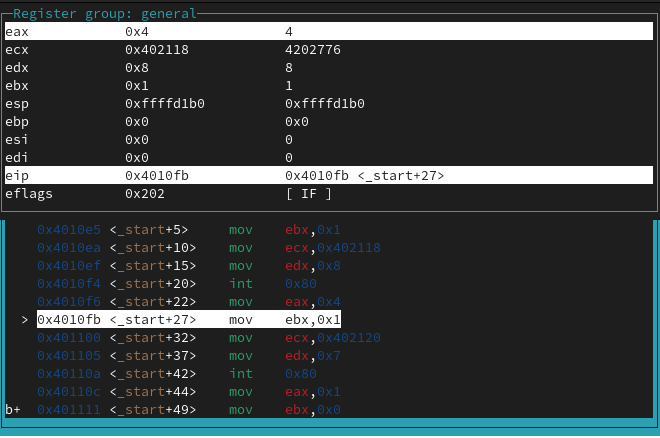 Register group: general
eax 0x4 4
ecx 0x402118 4202776
edx 0x8 8
ebx 0x1 1
esp 0xffffd1b0 0xffffd1b0
ebp 0x0 0x0
esi 0x0 0
edi 0x0 0
eip 0x4010fb 0x4010fb <_start+27>
eflags 0x202 [ IF ]
0x4010e5 <_start+5> mov ebx,0x1
0x4010ea <_start+10> mov ecx,0x402118
0x4010ef <_start+15> mov edx,0x8
0x4010f4 <_start+20> int 0x80
0x4010f6 <_start+22> mov eax,0x4
> 0x4010fb <_start+27> mov ebx,0x1
0x401100 <_start+32> mov ecx,0x402120
0x401105 <_start+37> mov edx,0x7
0x40110a <_start+42> int 0x80
0x40110c <_start+44> mov eax,0x1
b+ 0x401111 <_start+49> mov ebx,0x0